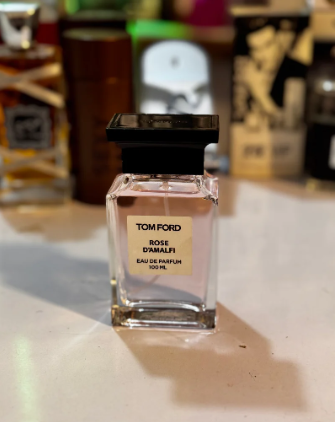 TOM FORD
ROSE
D'AMALFI
EAU DE PARFUM
100 ML